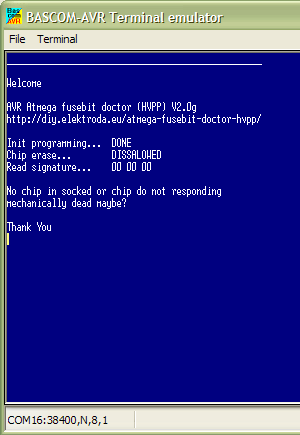 Bas
com
AVR
BASCOM-AVR Terminal emulator
File Terminal
Welcome
AVR Atmega fusebit doctor (HVPP) V2.0g
http://diy.elektroda.eu/atmega-fusebit-doctor-hvpp/
Init programming... DONE
Chip erase... DISSALOWED
Read signature... 00 00 00
No chip in socked or chip do not responding
mechanically dead maybe?
Thank You
COM16:38400,N,8,1